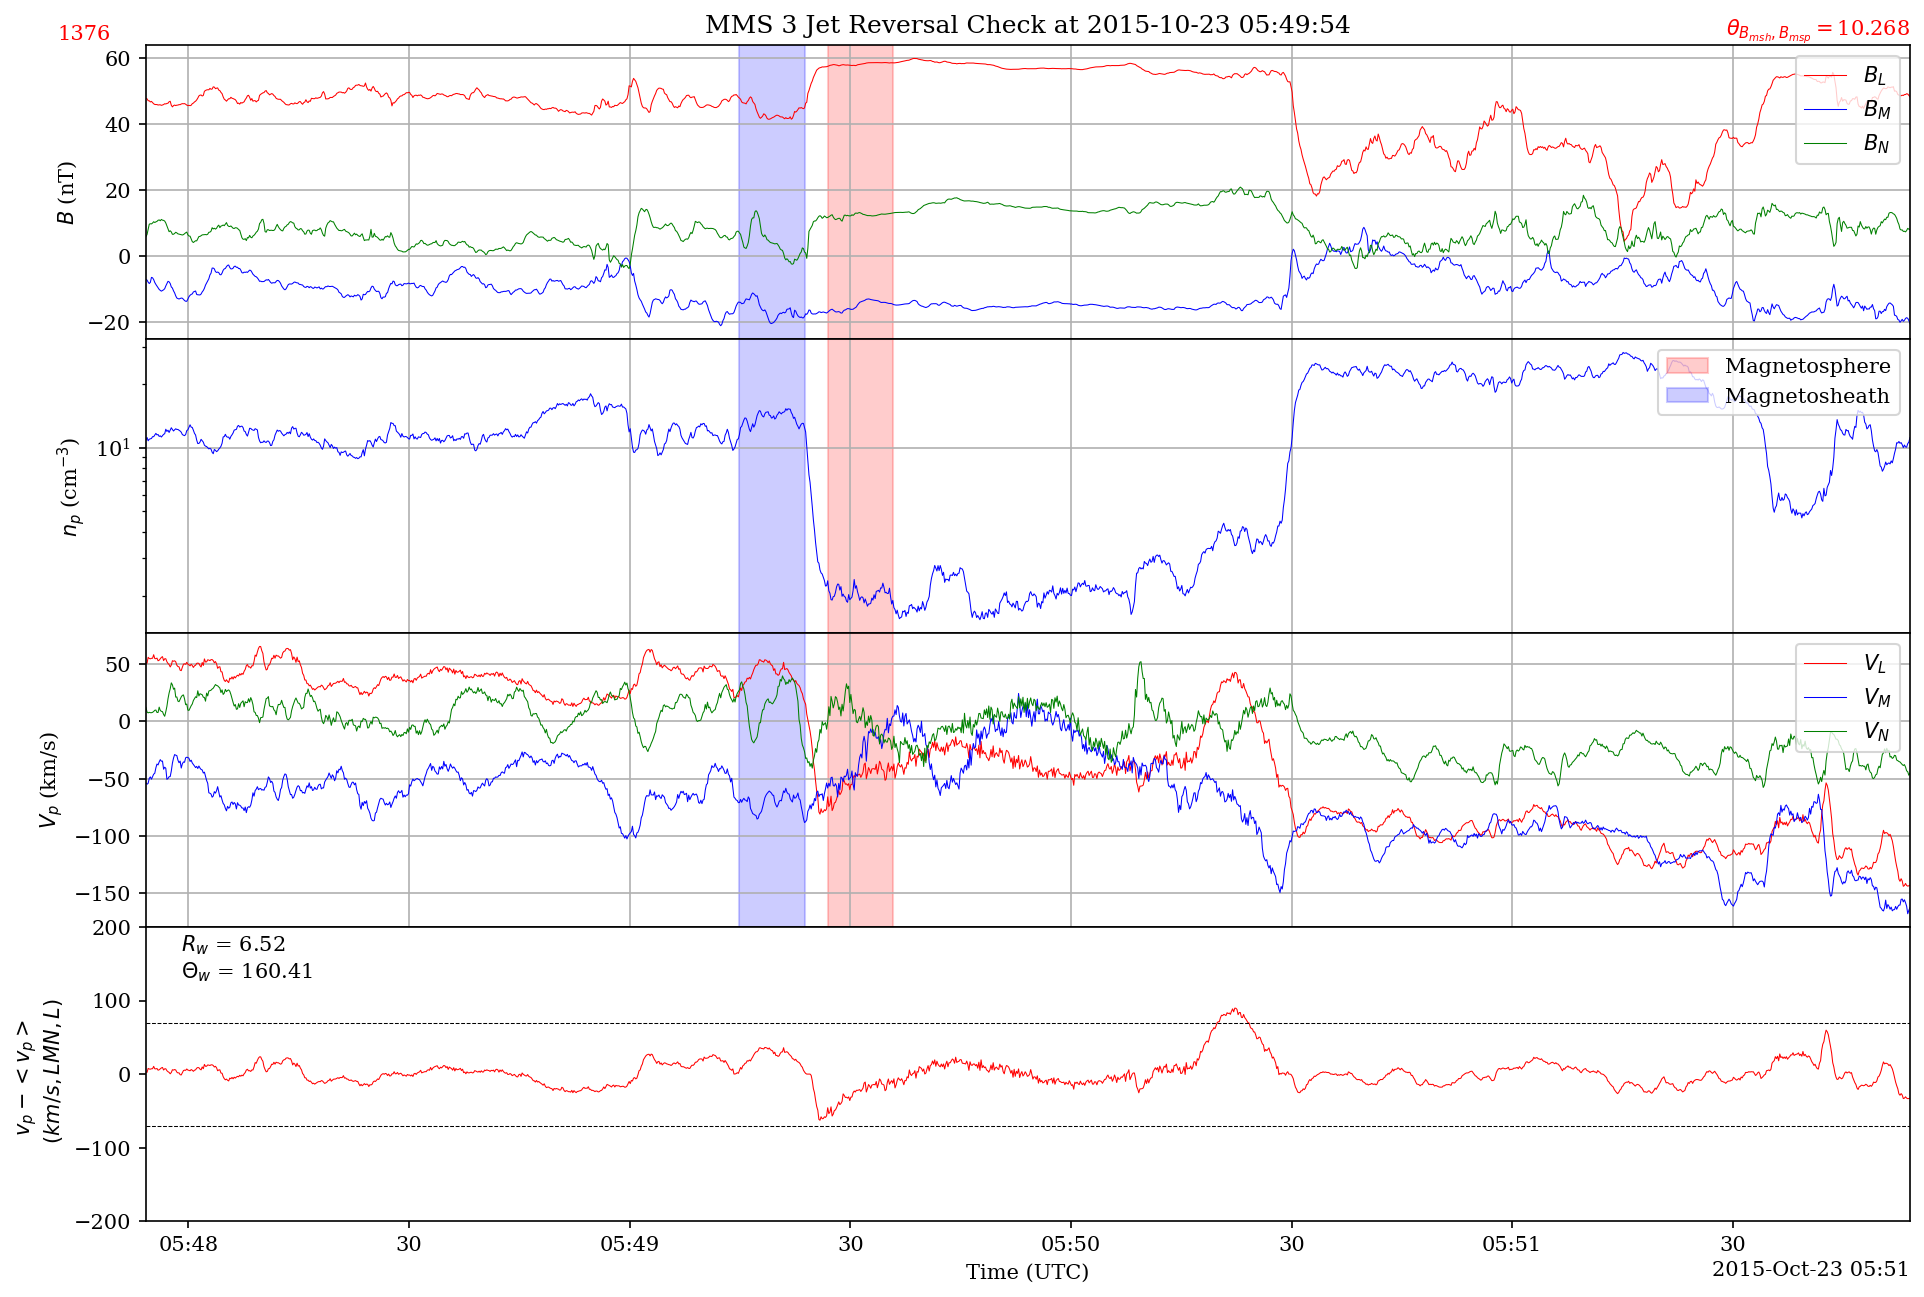 1376
MMS 3 Jet Reversal Check at 2015-10-23 05:49:54
θ_{B_{msh}, B_{msp}} = 10.268
60
40
20
0
−20
B (nT)
B_L
B_M
B_N
10^1
n_p (cm^{-3})
Magnetosphere
Magnetosheath
50
0
−50
−100
−150
V_p (km/s)
V_L
V_M
V_N
200
100
0
−100
−200
v_p − < v_p >
(km/s, LMN, L)
R_w = 6.52
Θ_w = 160.41
05:48 30 05:49 30 05:50 30 05:51 30
Time (UTC)
2015-Oct-23 05:51